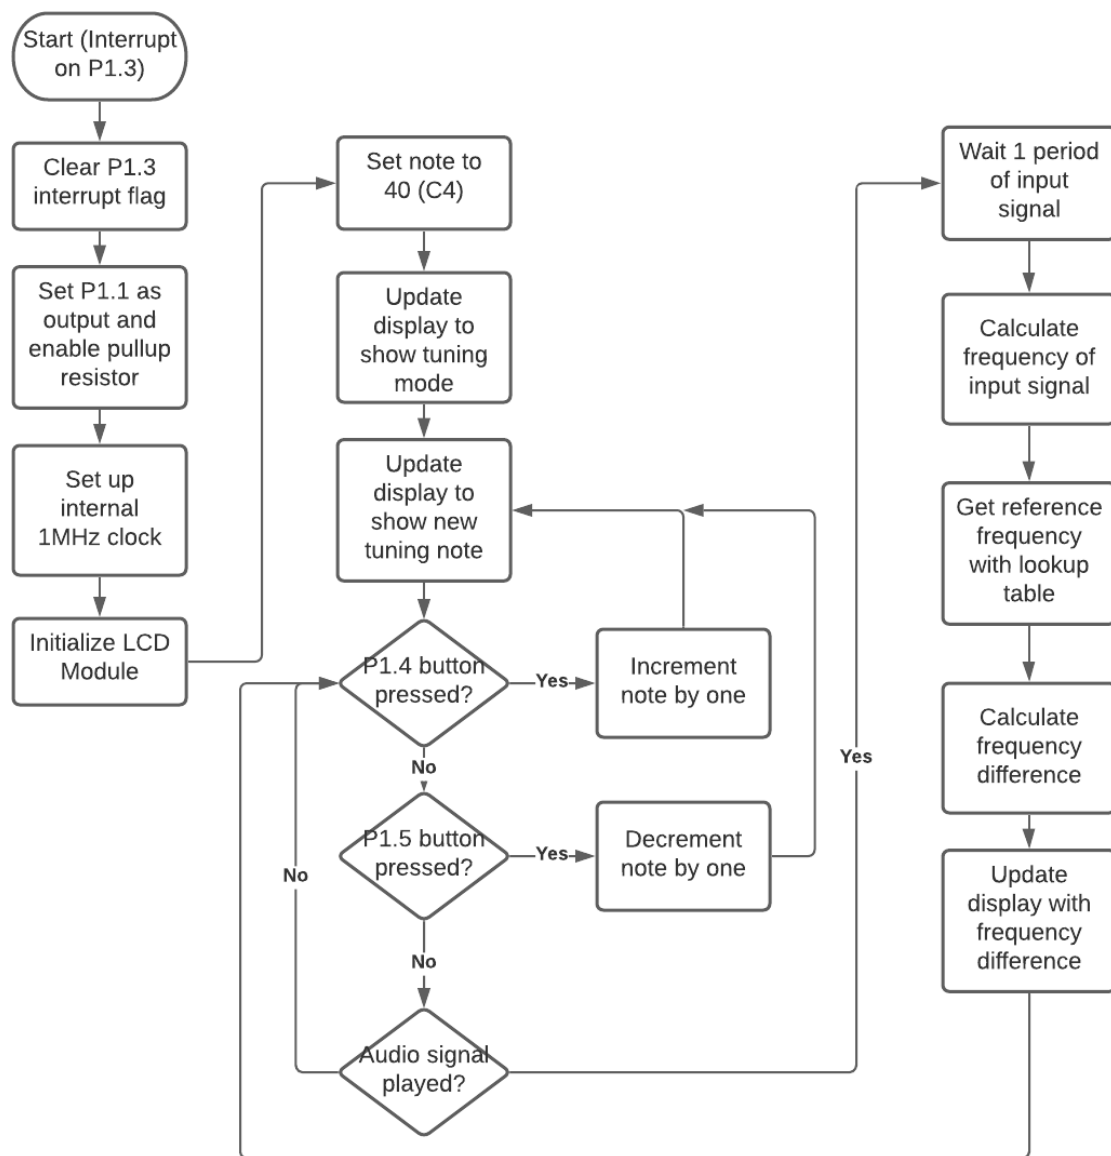 Start (Interrupt
on P1.3)
Clear P1.3
interrupt flag
Set P1.1 as
output and
enable pullup
resistor
Set up
internal
1MHz clock
Initialize LCD
Module
Set note to
40 (C4)
Update
display to
show tuning
mode
Update
display to
show new
tuning note
P1.4 button
pressed?
Yes
Increment
note by one
No
P1.5 button
pressed?
Yes
Decrement
note by one
No
No
Audio signal
played?
Yes
Wait 1 period
of input
signal
Calculate
frequency of
input signal
Get reference
frequency
with lookup
table
Calculate
frequency
difference
Update
display with
frequency
difference